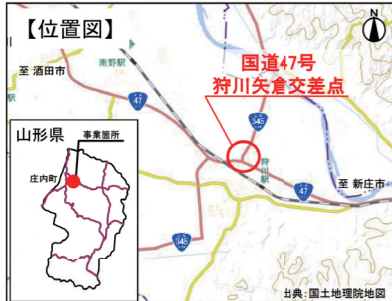 【位置図】
至 酒田市
南野駅
国道47号
狩川矢倉交差点
47
345
狩川駅
47
至 新庄市
345
山形県
事業箇所
庄内町
出典:国土地理院地図
N